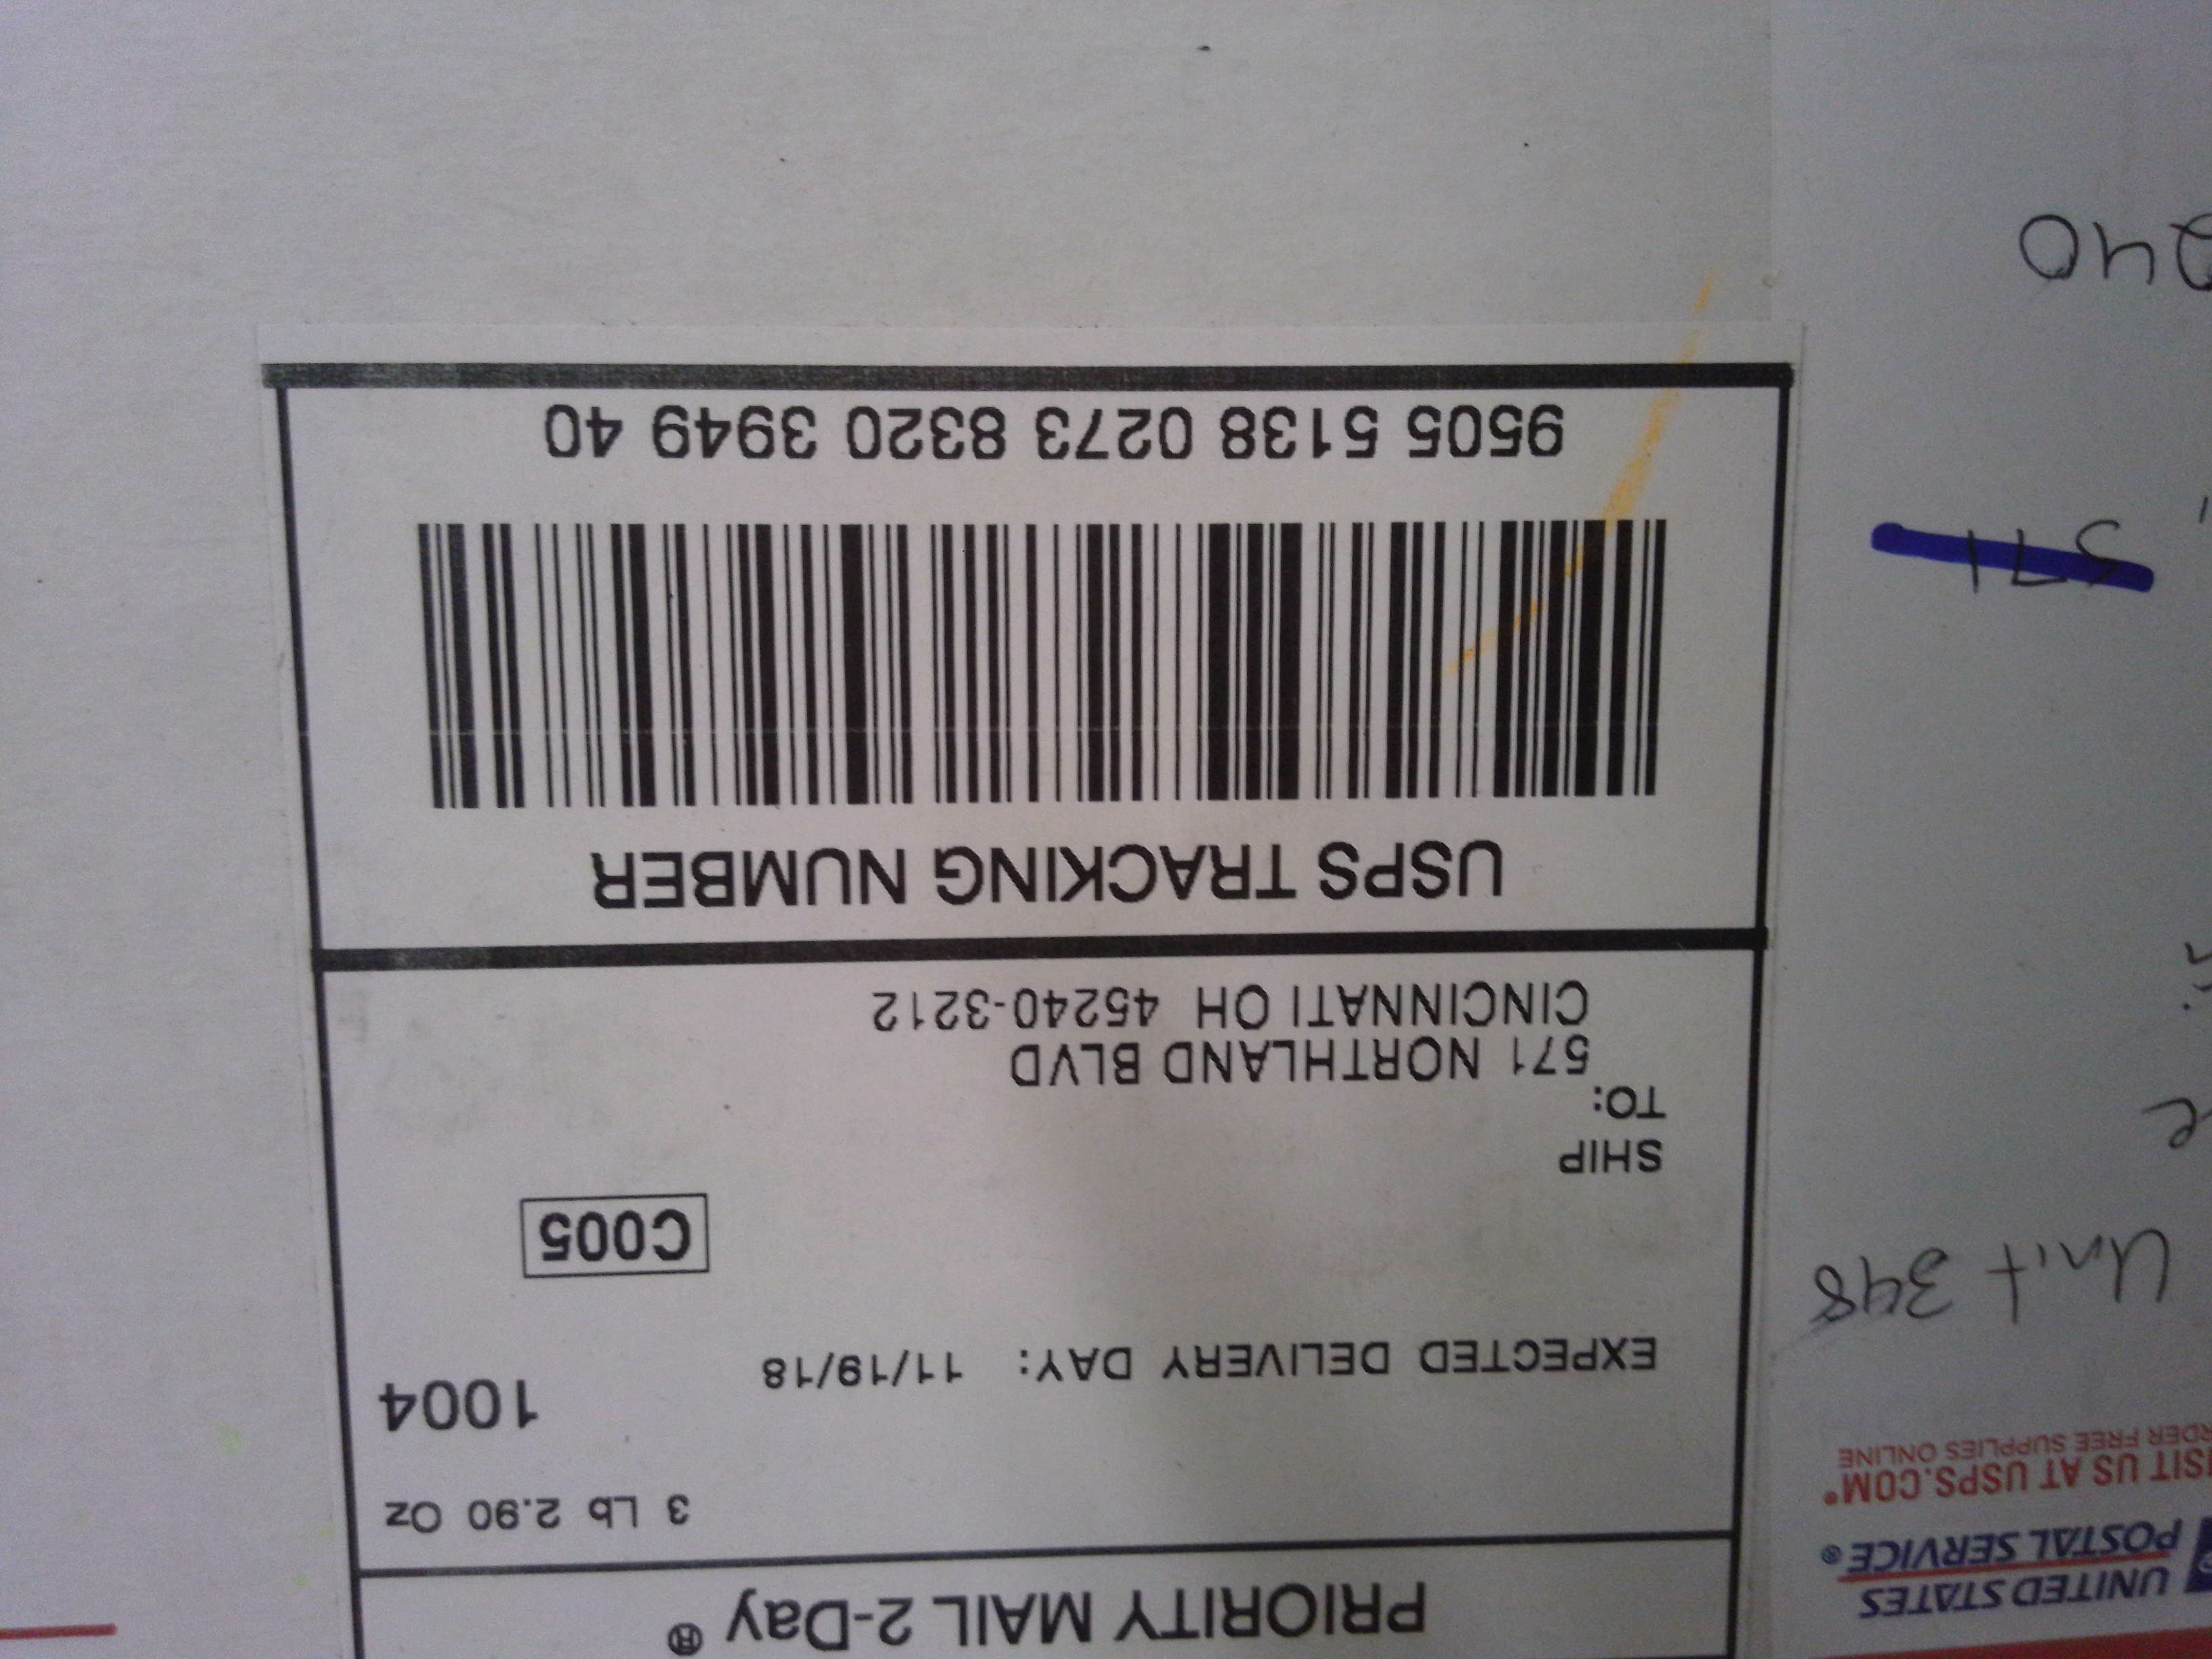 PRIORITY MAIL 2-Day ®
3 Lb 2.90 Oz
1004
EXPECTED DELIVERY DAY: 11/19/18
C005
SHIP
TO:
571 NORTHLAND BLVD
CINCINNATI OH 45240-3212
USPS TRACKING NUMBER
9505 5138 0273 8320 3949 40
UNITED STATES
POSTAL SERVICE®
ISIT US AT USPS.COM®
RDER FREE SUPPLIES ONLINE
Unit 348
571
240